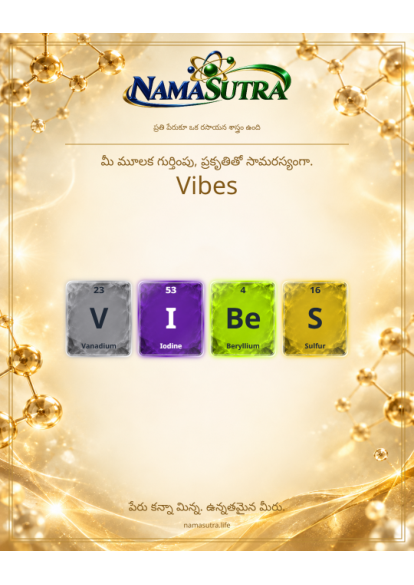 NAMASUTRA
ప్రతి పేరుకూ ఒక రసాయన శాస్త్రం ఉంది
మీ మూలక గుర్తింపు, ప్రకృతితో సామరస్యంగా.
Vibes
23 53 4 16
V I Be S
Vanadium Iodine Beryllium Sulfur
పేరు కన్నా మిన్న. ఉన్నతమైన మీరు.
namasutra.life